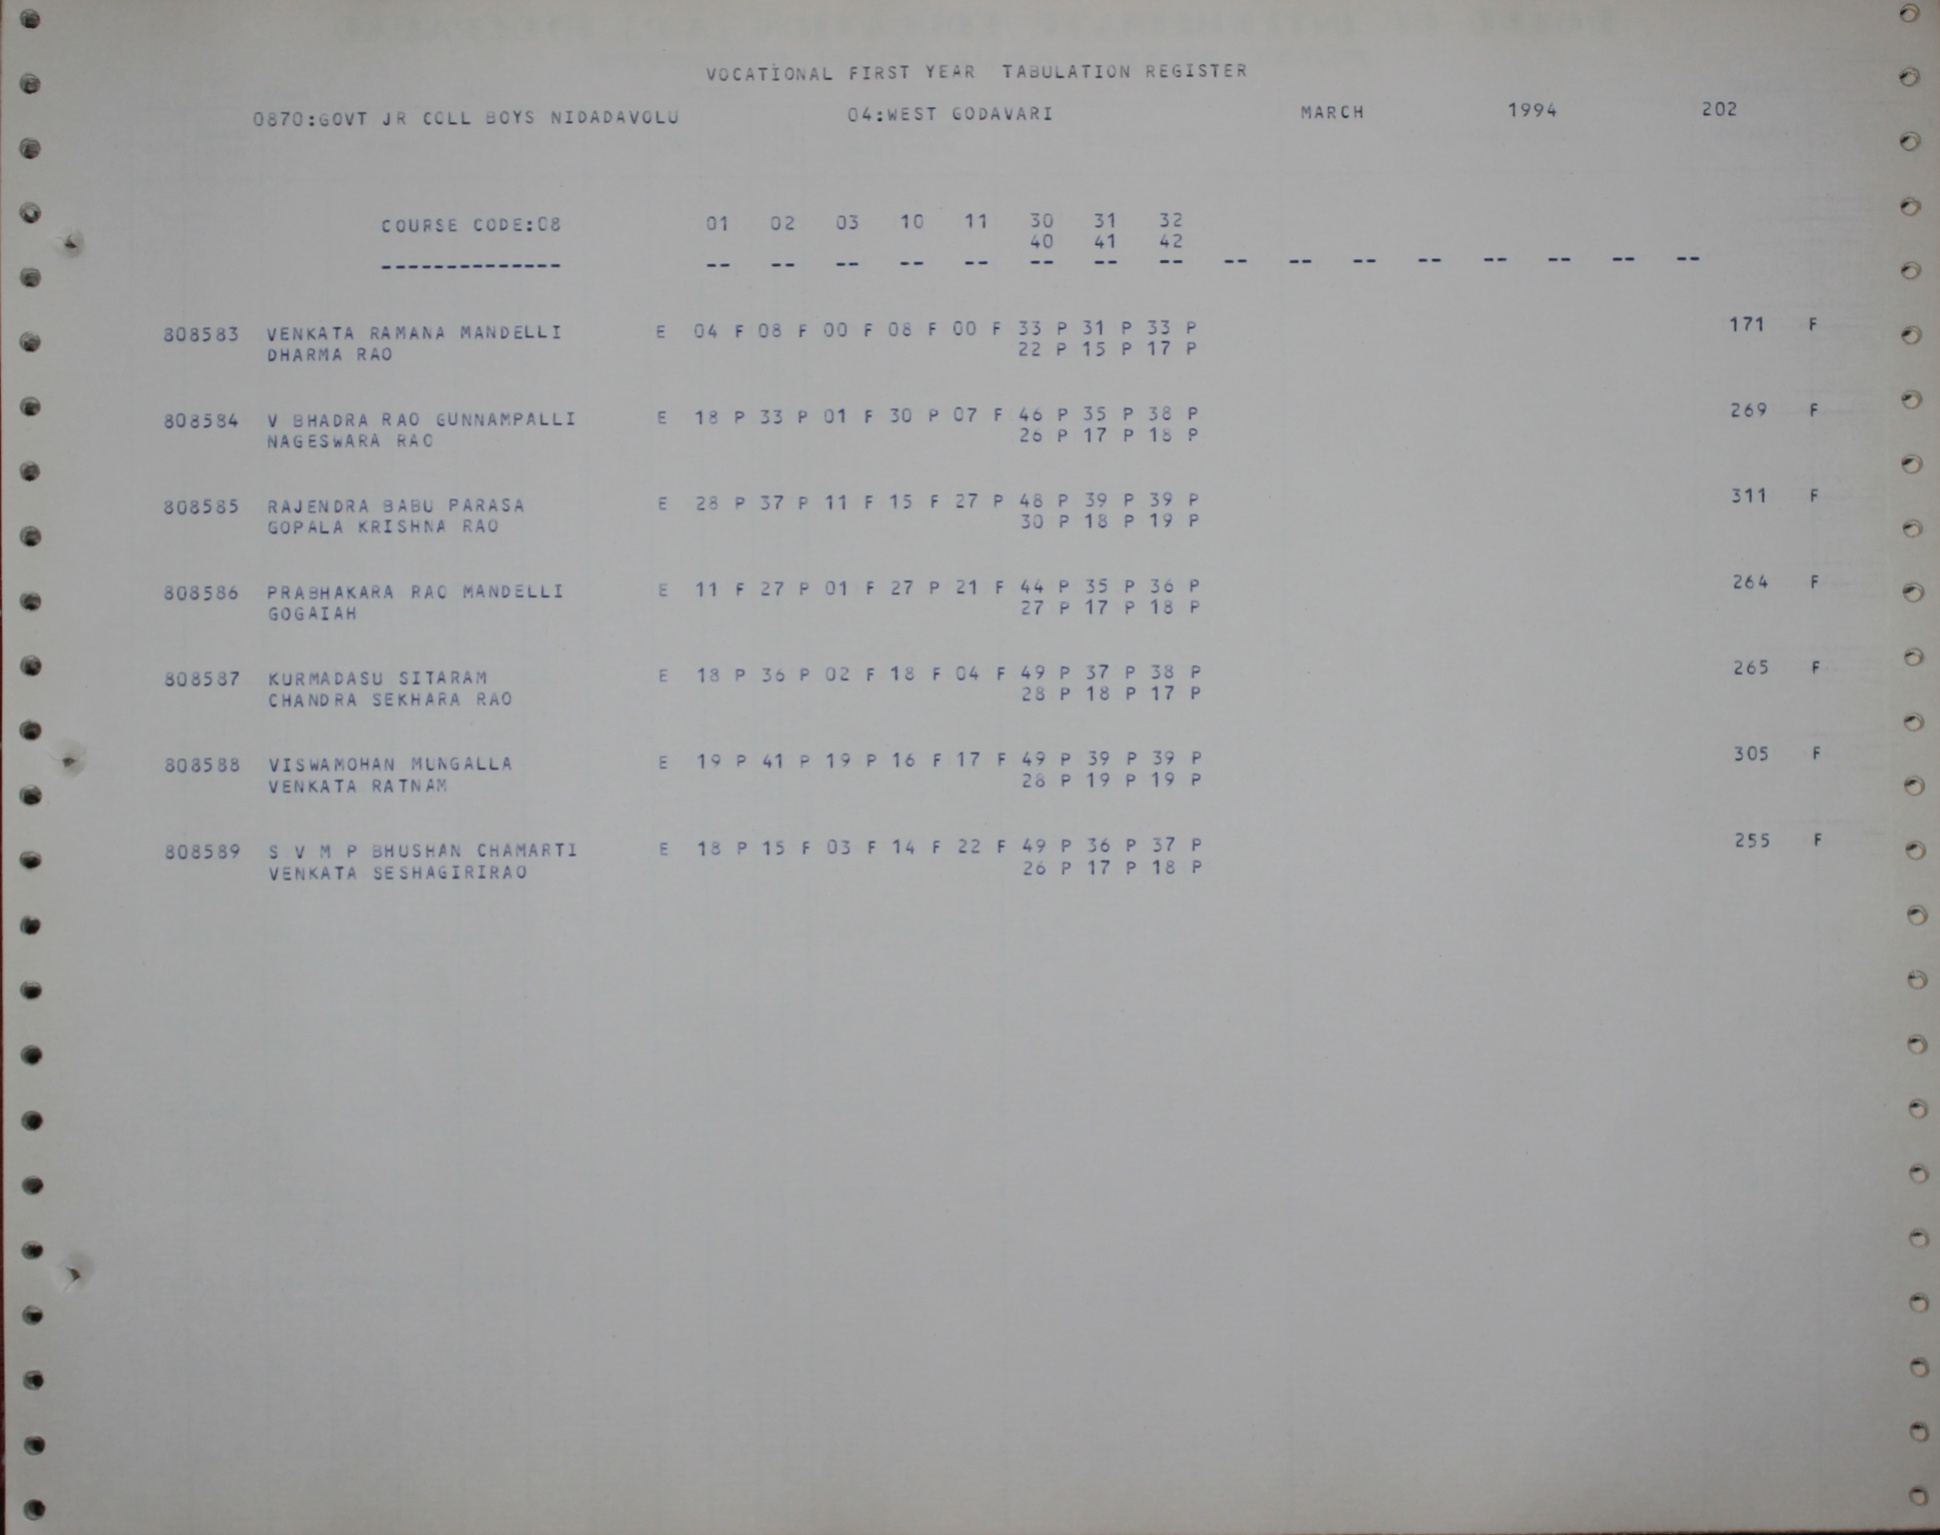 VOCATIONAL FIRST YEAR TABULATION REGISTER
0870:GOVT JR COLL BOYS NIDADAVOLU 04:WEST GODAVARI MARCH 1994 202
COURSE CODE:08 01 02 03 10 11 30 31 32
40 41 42
-------------- -- -- -- -- -- -- -- -- -- -- -- -- -- -- -- --
808583 VENKATA RAMANA MANDELLI E 04 F 08 F 00 F 08 F 00 F 33 P 31 P 33 P 171 F
DHARMA RAO 22 P 15 P 17 P
808584 V BHADRA RAO GUNNAMPALLI E 18 P 33 P 01 F 30 P 07 F 46 P 35 P 38 P 269 F
NAGESWARA RAO 26 P 17 P 18 P
808585 RAJENDRA BABU PARASA E 28 P 37 P 11 F 15 F 27 P 48 P 39 P 39 P 311 F
GOPALA KRISHNA RAO 30 P 18 P 19 P
808586 PRABHAKARA RAO MANDELLI E 11 F 27 P 01 F 27 P 21 F 44 P 35 P 36 P 264 F
GOGAIAH 27 P 17 P 18 P
808587 KURMADASU SITARAM E 18 P 36 P 02 F 18 F 04 F 49 P 37 P 38 P 265 F
CHANDRA SEKHARA RAO 28 P 18 P 17 P
808588 VISWAMOHAN MUNGALLA E 19 P 41 P 19 P 16 F 17 F 49 P 39 P 39 P 305 F
VENKATA RATNAM 28 P 19 P 19 P
808589 S V M P BHUSHAN CHAMARTI E 18 P 15 F 03 F 14 F 22 F 49 P 36 P 37 P 255 F
VENKATA SESHAGIRIRAO 26 P 17 P 18 P